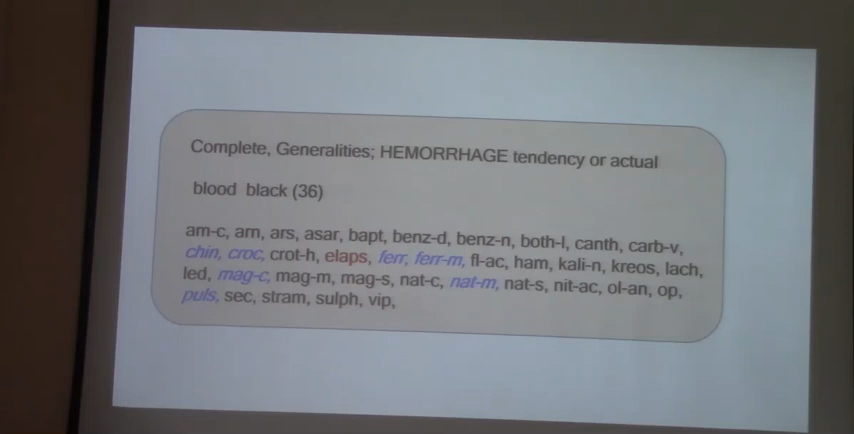 Complete, Generalities; HEMORRHAGE tendency or actual
blood black (36)
am-c, arn, ars, asar, bapt, benz-d, benz-n, both-l, canth, carb-v,
chin, croc, crot-h, elaps, ferr, ferr-m, fl-ac, ham, kali-n, kreos, lach,
led, mag-c, mag-m, mag-s, nat-c, nat-m, nat-s, nit-ac, ol-an, op,
puls, sec, stram, sulph, vip,